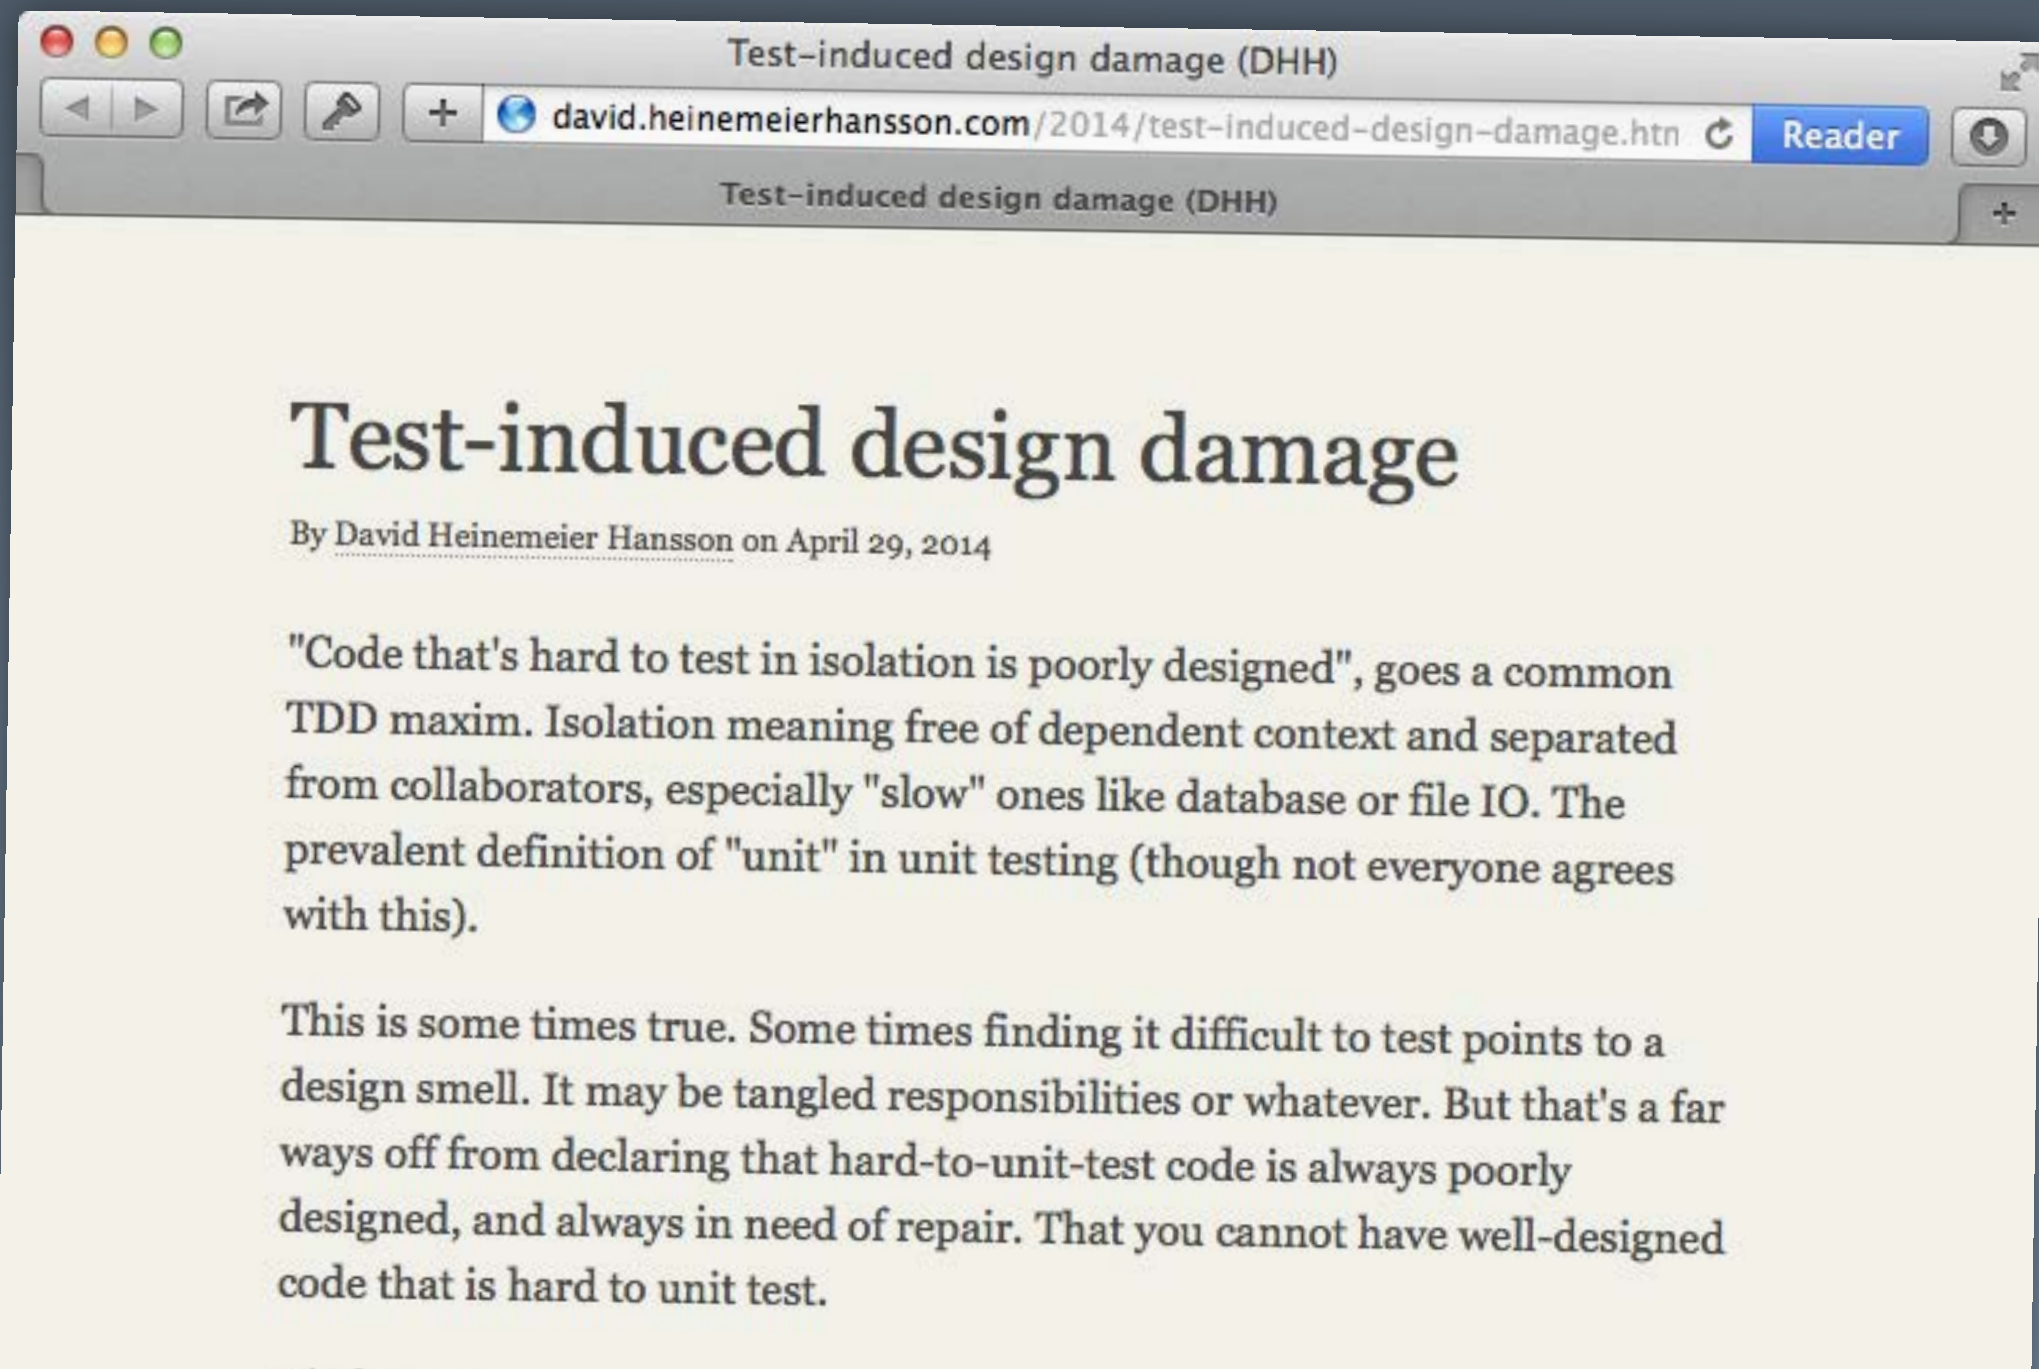 Test-induced design damage (DHH)
david.heinemeierhansson.com/2014/test-induced-design-damage.htn
Reader
Test-induced design damage (DHH)
Test-induced design damage
By David Heinemeier Hansson on April 29, 2014
"Code that's hard to test in isolation is poorly designed", goes a common
TDD maxim. Isolation meaning free of dependent context and separated
from collaborators, especially "slow" ones like database or file IO. The
prevalent definition of "unit" in unit testing (though not everyone agrees
with this).
This is some times true. Some times finding it difficult to test points to a
design smell. It may be tangled responsibilities or whatever. But that's a far
ways off from declaring that hard-to-unit-test code is always poorly
designed, and always in need of repair. That you cannot have well-designed
code that is hard to unit test.